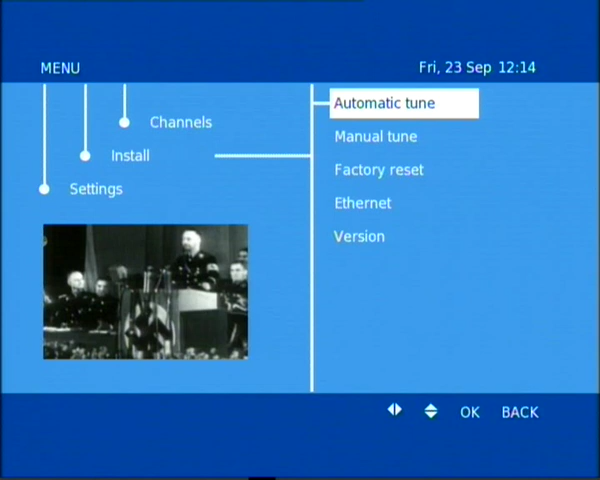 MENU
Fri, 23 Sep 12:14
Channels
Install
Settings
Automatic tune
Manual tune
Factory reset
Ethernet
Version
OK BACK